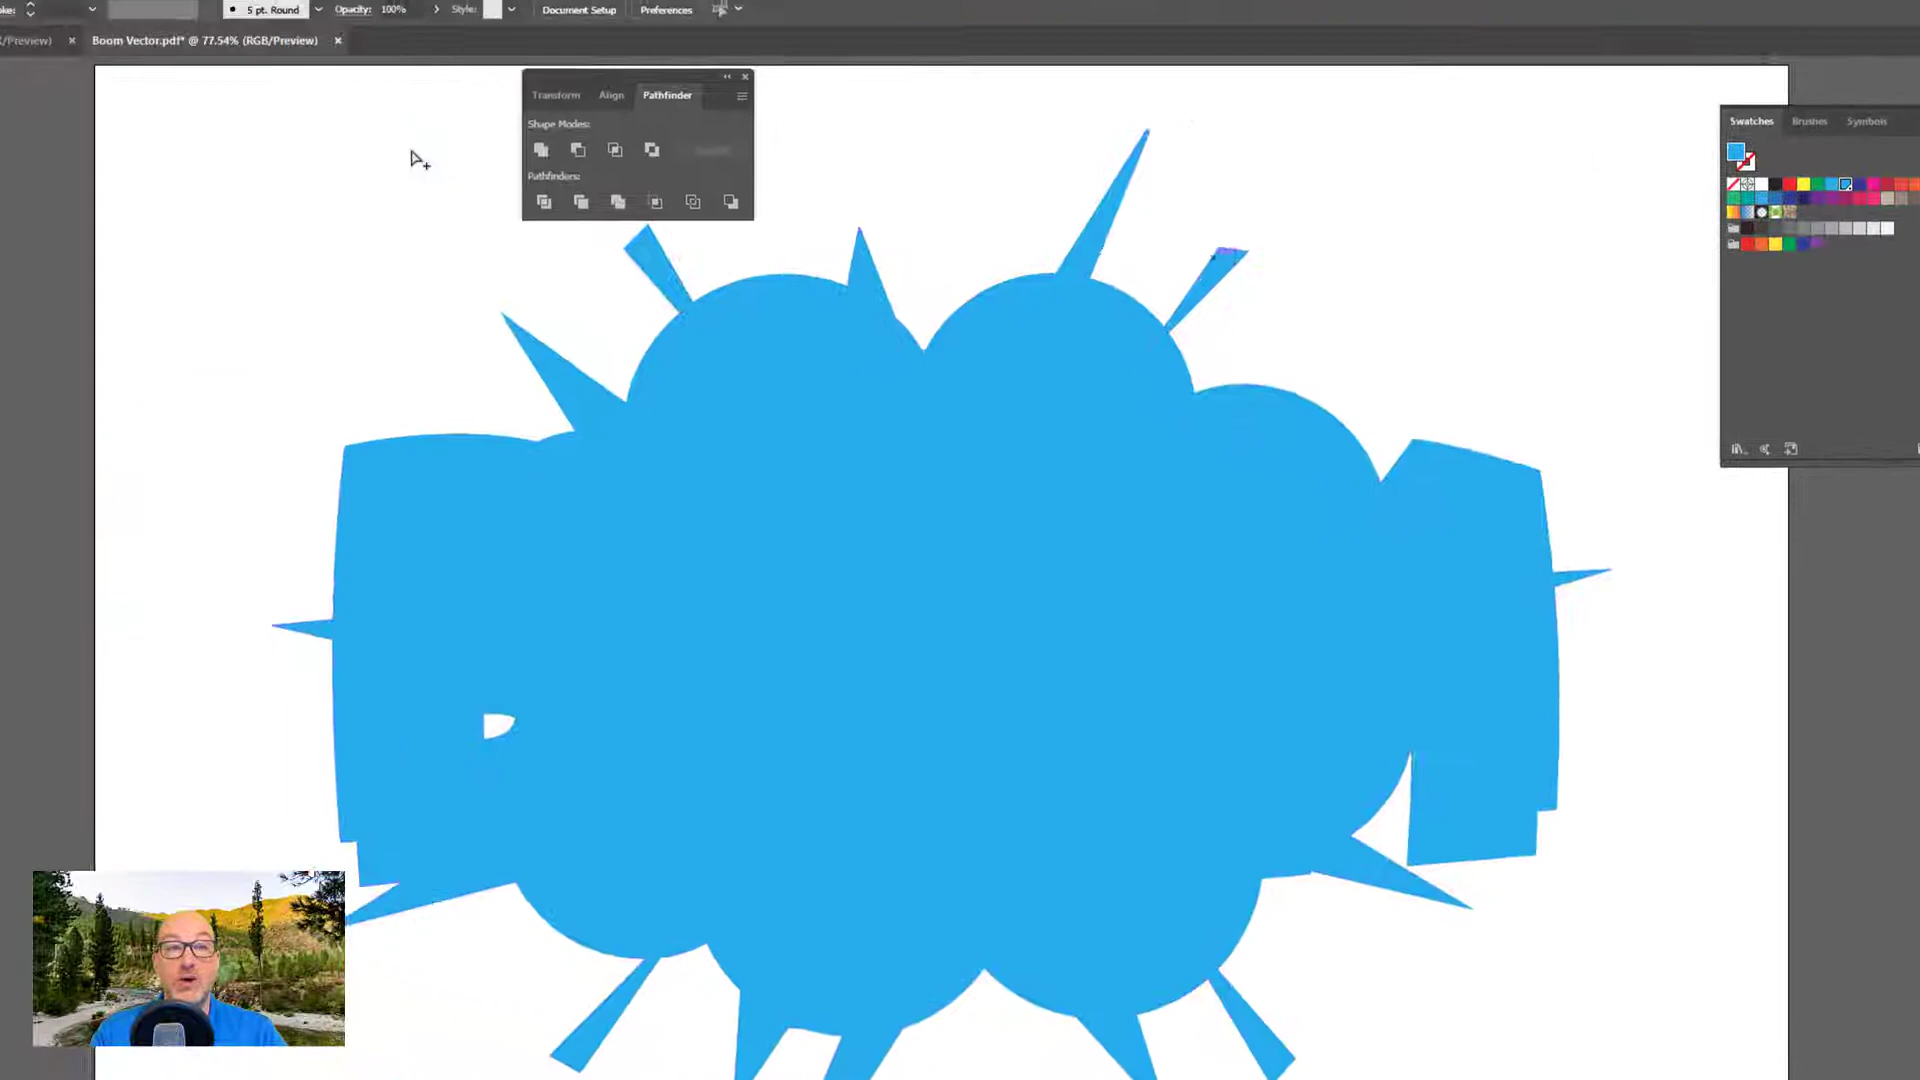 oke:
5 pt. Round
Opacity: 100%
Style:
Document Setup
Preferences
/Preview)
Boom Vector.pdf* @ 77.54% (RGB/Preview)
Transform Align Pathfinder
Shape Modes:
Pathfinders:
Swatches Brushes Symbols